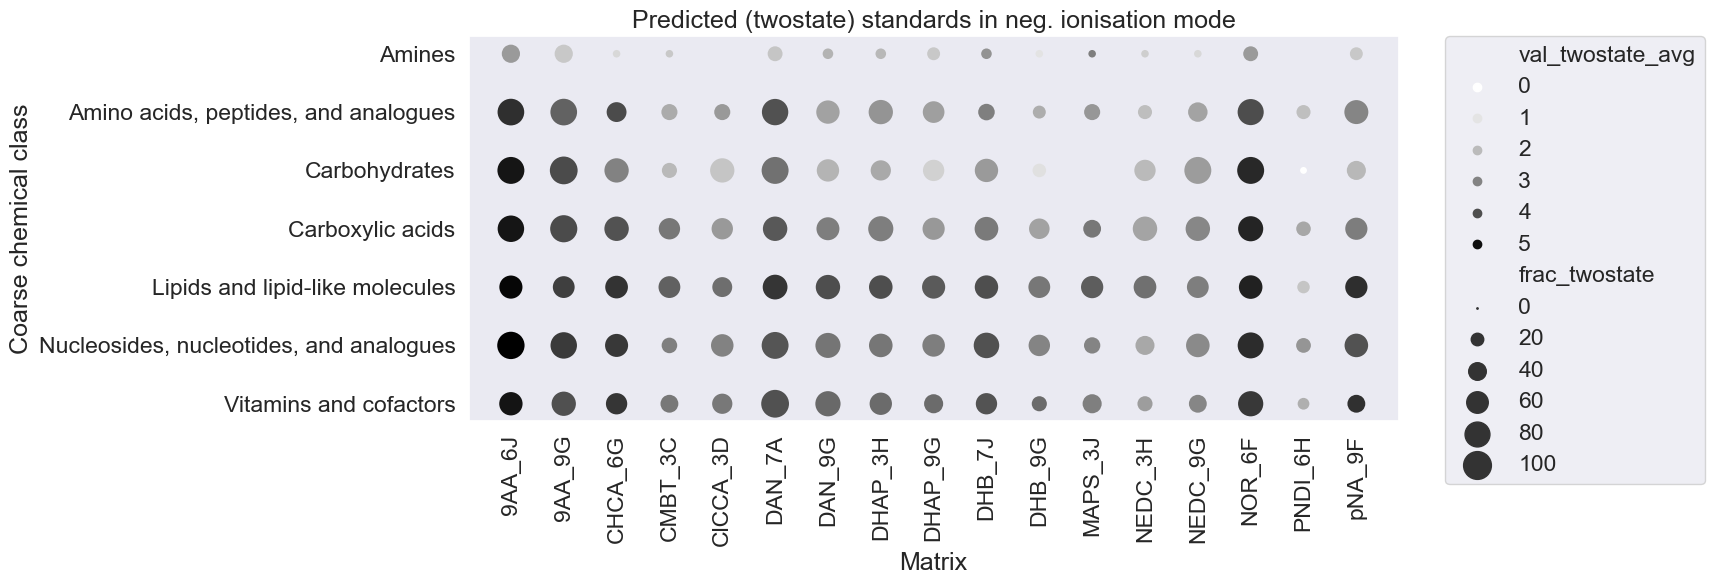 Predicted (twostate) standards in neg. ionisation mode
Coarse chemical class
Amines
Amino acids, peptides, and analogues
Carbohydrates
Carboxylic acids
Lipids and lipid-like molecules
Nucleosides, nucleotides, and analogues
Vitamins and cofactors
9AA_6J
9AA_9G
CHCA_6G
CMBT_3C
ClCCA_3D
DAN_7A
DAN_9G
DHAP_3H
DHAP_9G
DHB_7J
DHB_9G
MAPS_3J
NEDC_3H
NEDC_9G
NOR_6F
PNDI_6H
pNA_9F
Matrix
val_twostate_avg
0
1
2
3
4
5
frac_twostate
0
20
40
60
80
100